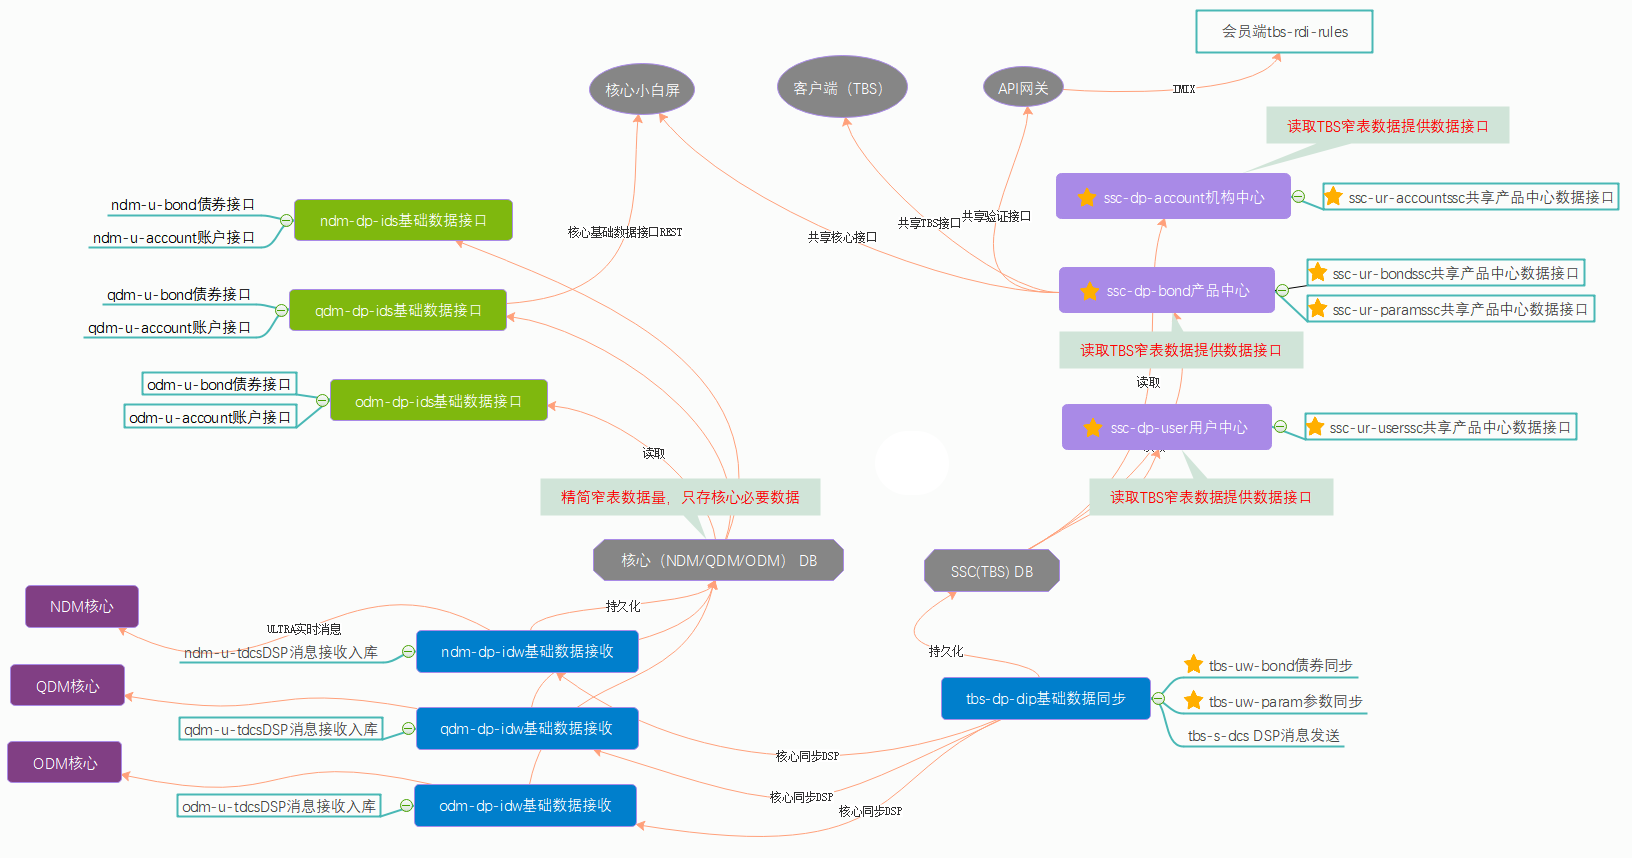 会员端tbs-rdi-rules
核心小白屏
客户端（TBS）
API网关
IMIX
读取TBS窄表数据提供数据接口
ssc-dp-account机构中心
ssc-ur-accountssc共享产品中心数据接口
ndm-u-bond债券接口
ndm-u-account账户接口
ndm-dp-ids基础数据接口
核心基础数据接口REST
共享核心接口
共享TBS接口
共享验证接口
ssc-dp-bond产品中心
ssc-ur-bondssc共享产品中心数据接口
ssc-ur-paramssc共享产品中心数据接口
qdm-u-bond债券接口
qdm-u-account账户接口
qdm-dp-ids基础数据接口
读取TBS窄表数据提供数据接口
读取
odm-u-bond债券接口
odm-u-account账户接口
odm-dp-ids基础数据接口
ssc-dp-user用户中心
ssc-ur-userssc共享产品中心数据接口
读取
精简窄表数据量，只存核心必要数据
读取TBS窄表数据提供数据接口
核心（NDM/QDM/ODM） DB
SSC(TBS) DB
NDM核心
ULTRA实时消息
持久化
ndm-u-tdcsDSP消息接收入库
ndm-dp-idw基础数据接收
持久化
QDM核心
tbs-dp-dip基础数据同步
tbs-uw-bond债券同步
tbs-uw-param参数同步
tbs-s-dcs DSP消息发送
qdm-u-tdcsDSP消息接收入库
qdm-dp-idw基础数据接收
核心同步DSP
ODM核心
odm-u-tdcsDSP消息接收入库
odm-dp-idw基础数据接收
核心同步DSP
核心同步DSP